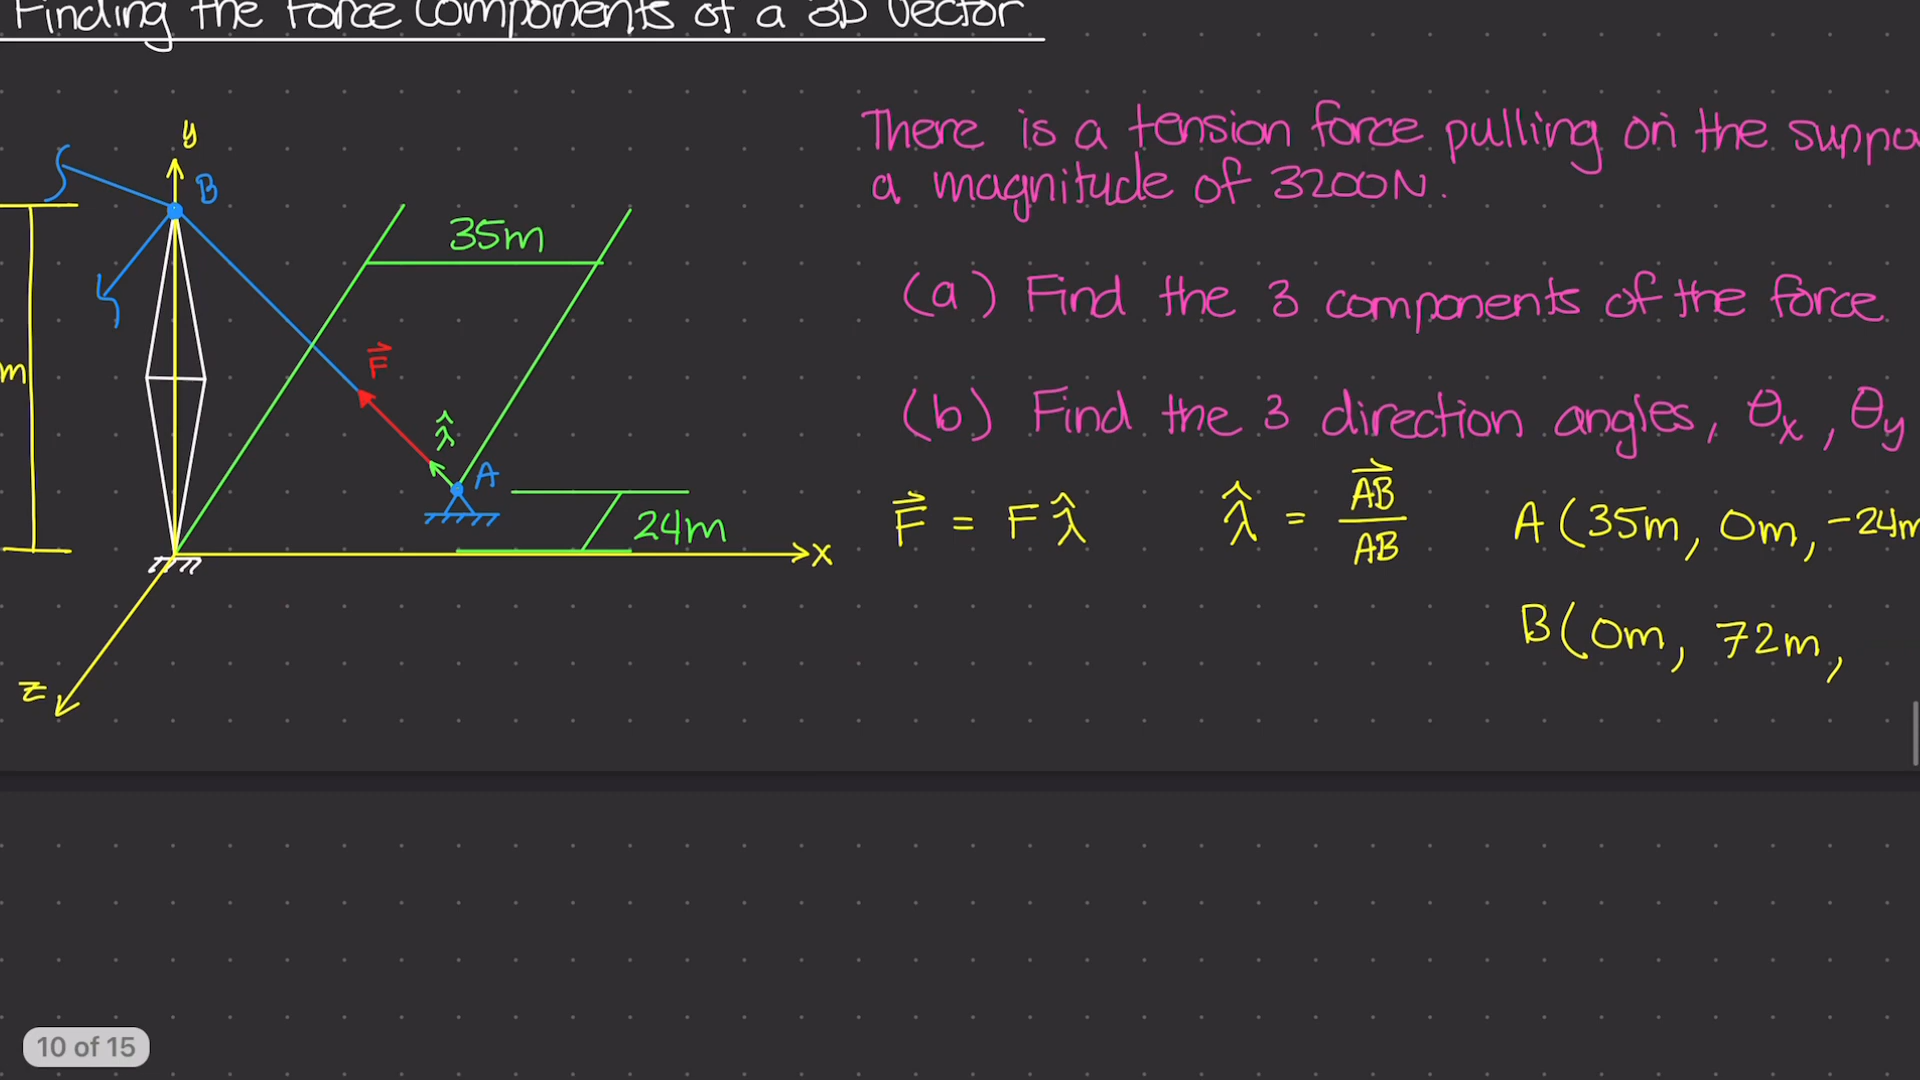 Finding the Force Components of a 3D Vector
There is a tension force pulling on the suppo
a magnitude of 3200N.
(a) Find the 3 components of the force
(b) Find the 3 direction angles, θx, θy
y
B
35m
m
F⃗
λ̂
A
24m
x
z
F⃗ = F λ̂
λ̂ = A⃗B⃗ / AB
A (35m, 0m, -24m
B (0m, 72m,
10 of 15